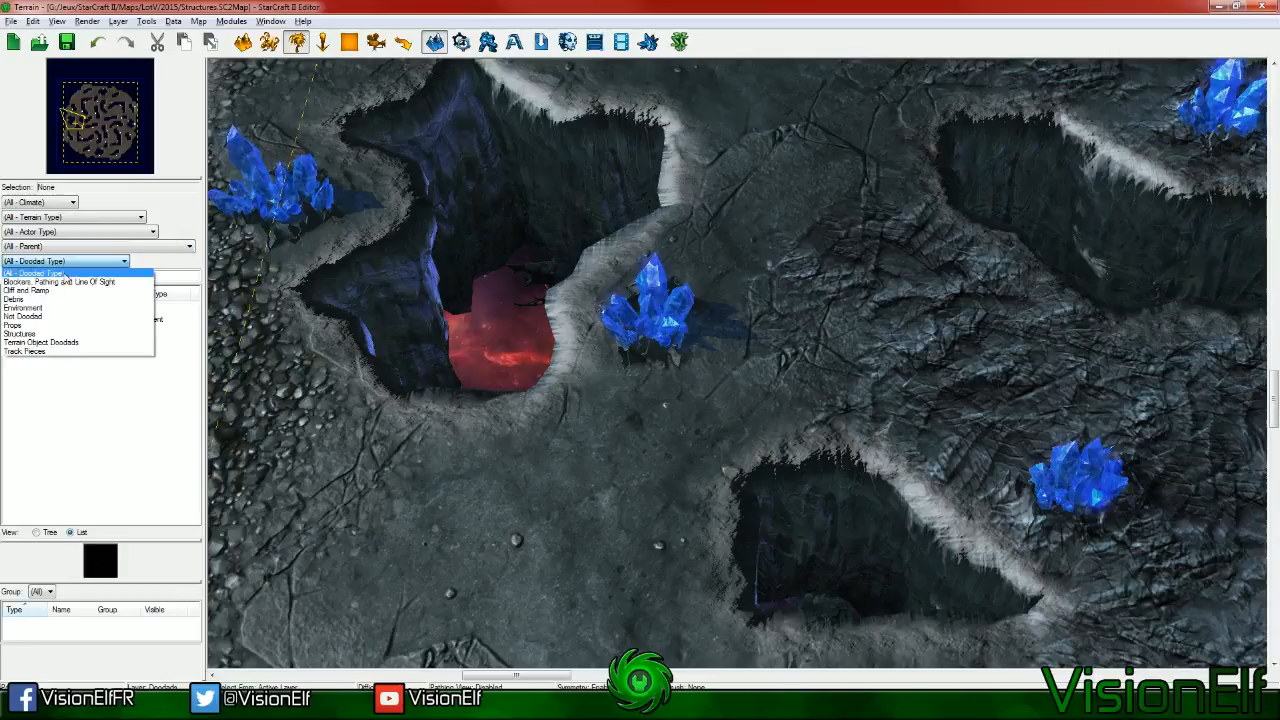 Terrain - [G:/Jeux/StarCraft II/Maps/LotV/2015/Structures.SC2Map] - StarCraft II Editor
File Edit View Render Layer Tools Data Map Modules Window Help
Selection: None
(All - Climate)
(All - Terrain Type)
(All - Actor Type)
(All - Parent)
(All - Doodad Type)
(All - Doodad Type)
Blockers, Pathing and Line Of Sight
Cliff and Ramp
Debris
Environment
Not Doodad
Props
Structures
Terrain Object Doodads
Track Pieces
View: Tree List
Group: (All)
Type Name Group Visible
VisionElfFR @VisionElf VisionElf
VisionElf